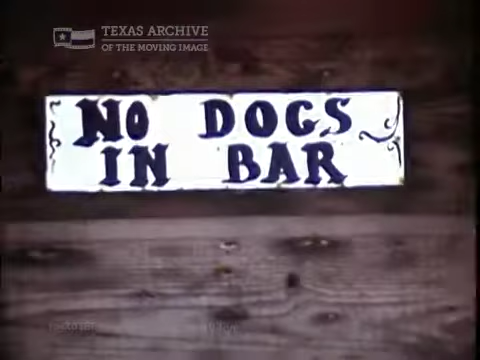 TEXAS ARCHIVE
OF THE MOVING IMAGE
NO DOGS
IN BAR